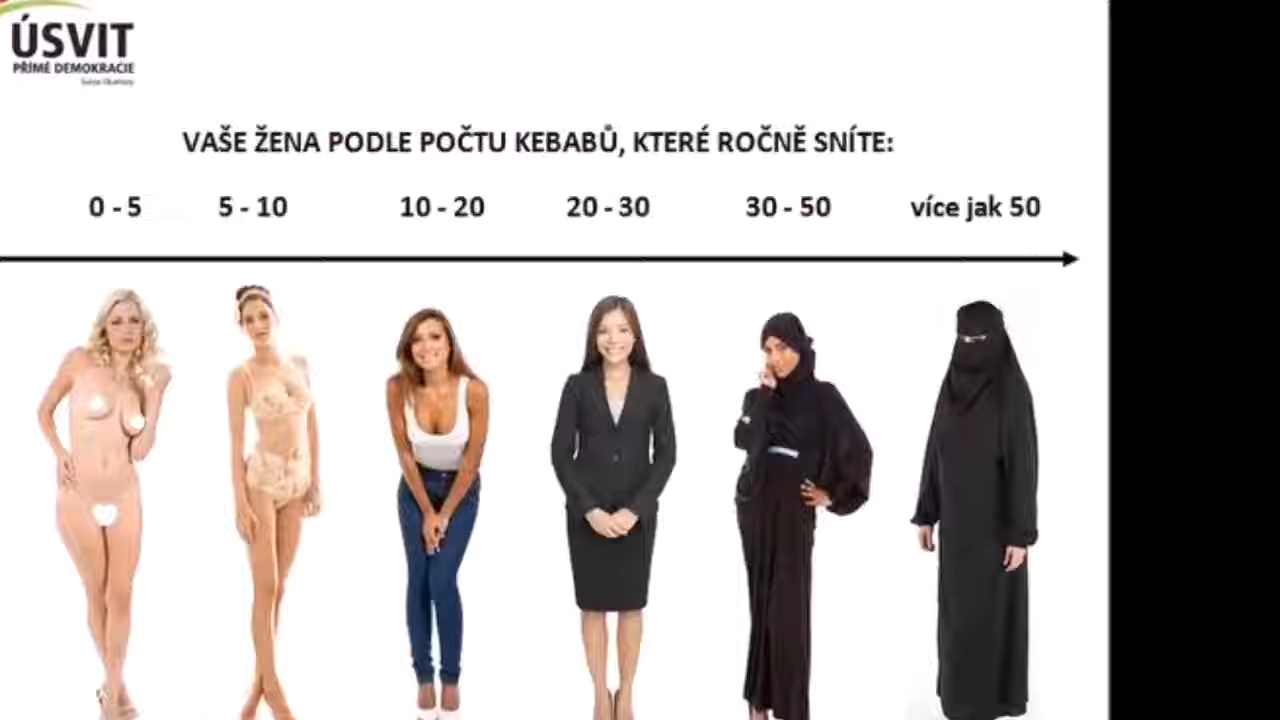 ÚSVIT
PŘÍMÉ DEMOKRACIE
VAŠE ŽENA PODLE POČTU KEBABŮ, KTERÉ ROČNĚ SNÍTE:
0 - 5 5 - 10 10 - 20 20 - 30 30 - 50 více jak 50